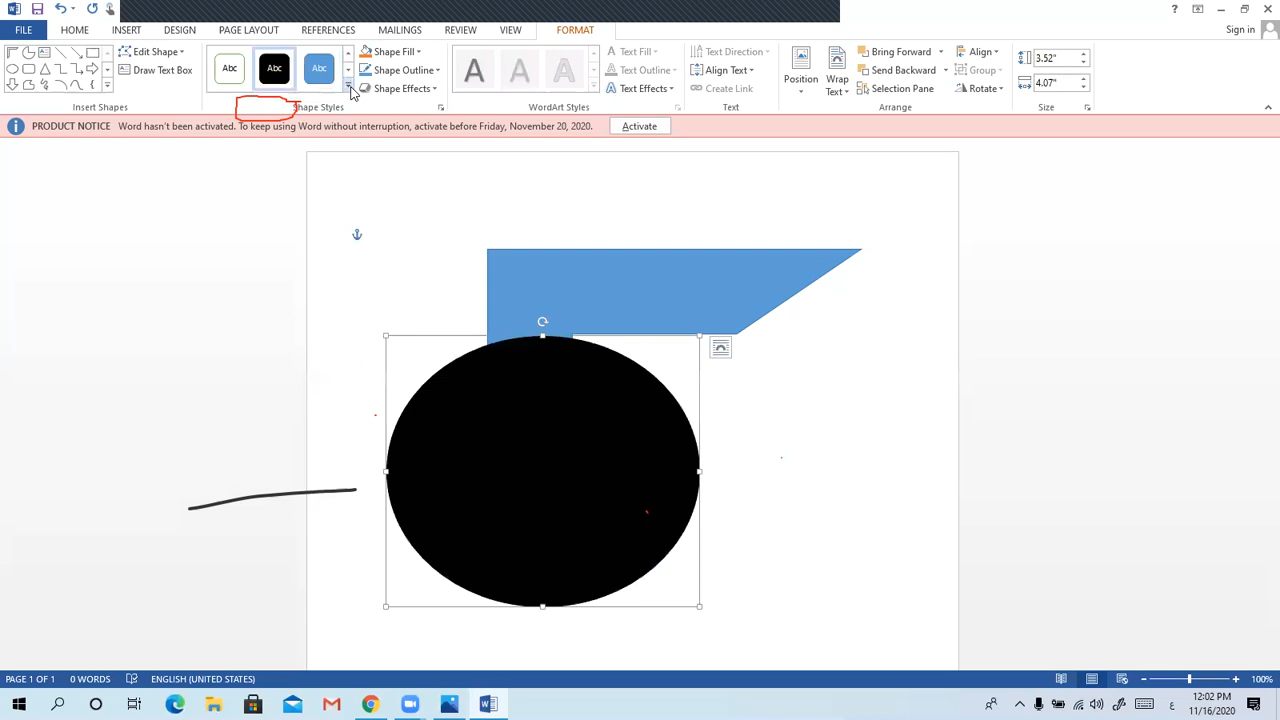 Sign in
FILE HOME INSERT DESIGN PAGE LAYOUT REFERENCES MAILINGS REVIEW VIEW FORMAT
Edit Shape
Draw Text Box
Insert Shapes
Abc Abc Abc
Shape Fill
Shape Outline
Shape Effects
Shape Styles
A A A
Text Fill
Text Outline
Text Effects
WordArt Styles
Text Direction
Align Text
Create Link
Text
Position
Wrap Text
Bring Forward
Send Backward
Selection Pane
Align
Group
Rotate
Arrange
3.52"
4.07"
Size
PRODUCT NOTICE Word hasn't been activated. To keep using Word without interruption, activate before Friday, November 20, 2020. Activate
PAGE 1 OF 1 0 WORDS ENGLISH (UNITED STATES) 100%
12:02 PM
11/16/2020
ع